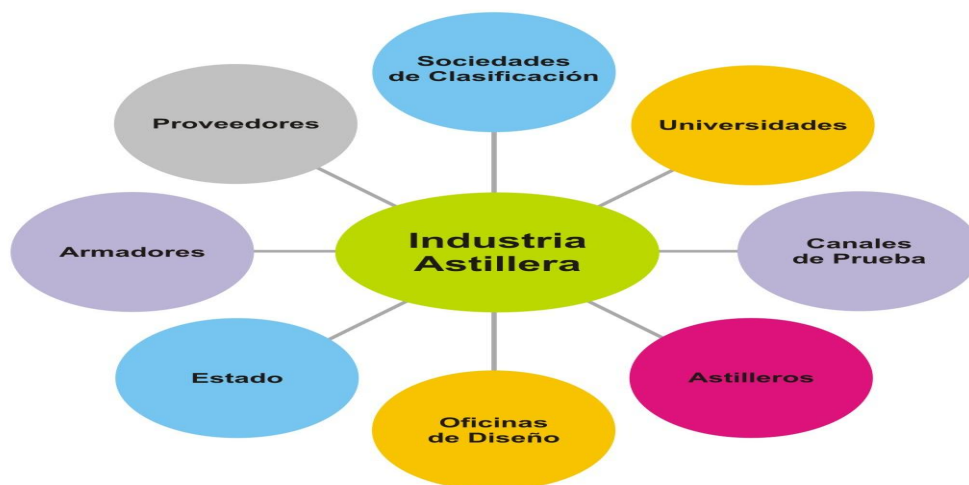 Sociedades
de Clasificación
Proveedores
Universidades
Armadores
Industria
Astillera
Canales
de Prueba
Estado
Astilleros
Oficinas
de Diseño